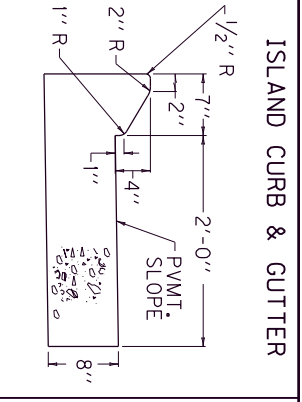 ISLAND CURB & GUTTER
1/2" R
2" R
1" R
7"
2"
2'-0"
4"
1"
PVMT.
SLOPE
8"